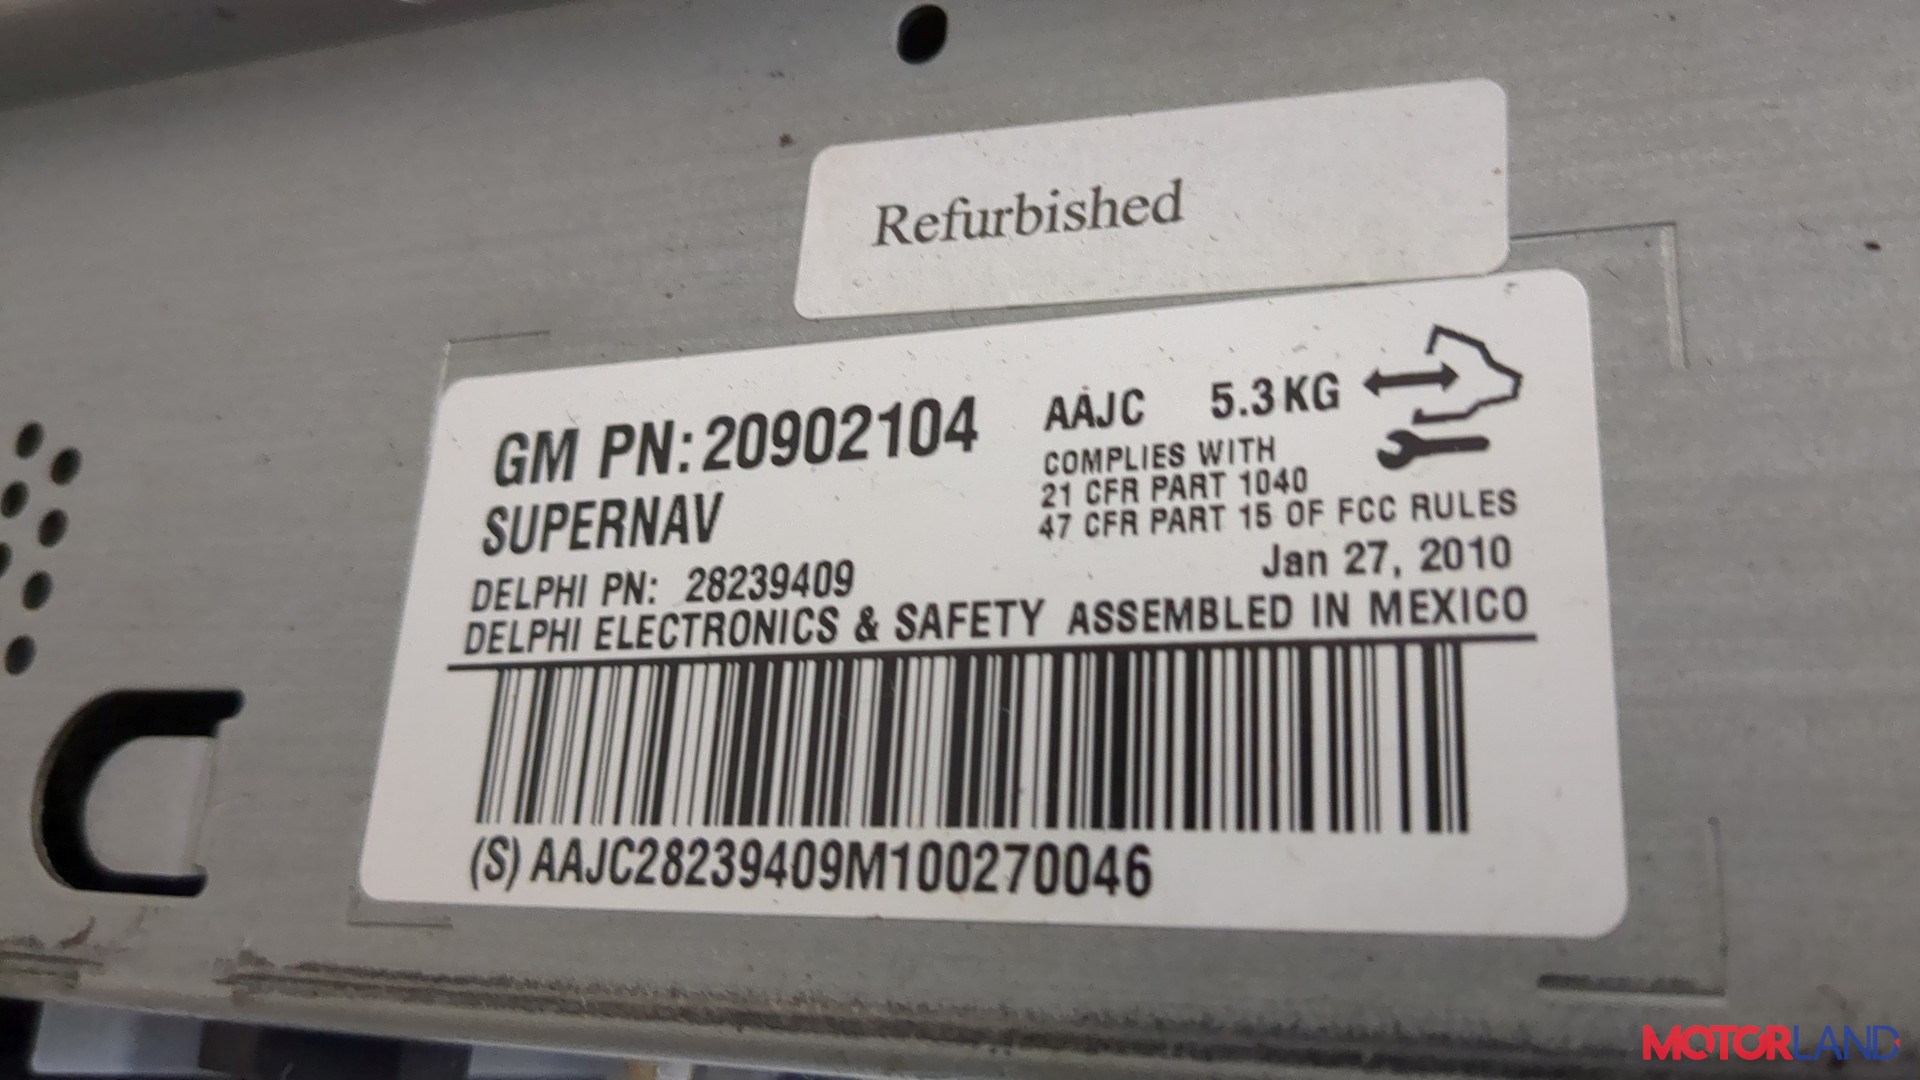 Refurbished
GM PN: 20902104
SUPERNAV
DELPHI PN: 28239409
AAJC 5.3 KG
COMPLIES WITH
21 CFR PART 1040
47 CFR PART 15 OF FCC RULES
Jan 27, 2010
DELPHI ELECTRONICS & SAFETY ASSEMBLED IN MEXICO
(S) AAJC28239409M100270046
MOTORLAND